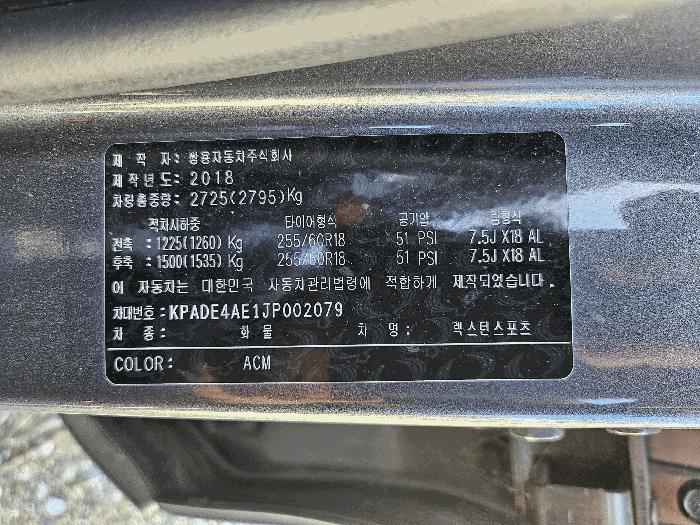 제 작 자: 쌍용자동차주식회사
제작년도: 2018
차량총중량: 2725(2795)Kg
적차시하중 타이어형식 공기압 림형식
전축 : 1225(1260) Kg 255/60R18 51 PSI 7.5J X18 AL
후축 : 1500(1535) Kg 255/60R18 51 PSI 7.5J X18 AL
이 자동차는 대한민국 자동차관리법령에 적합하게 제작되었습니다.
차대번호: KPADE4AE1JP002079
차 종: 화물 차 명: 렉스턴스포츠
COLOR: ACM